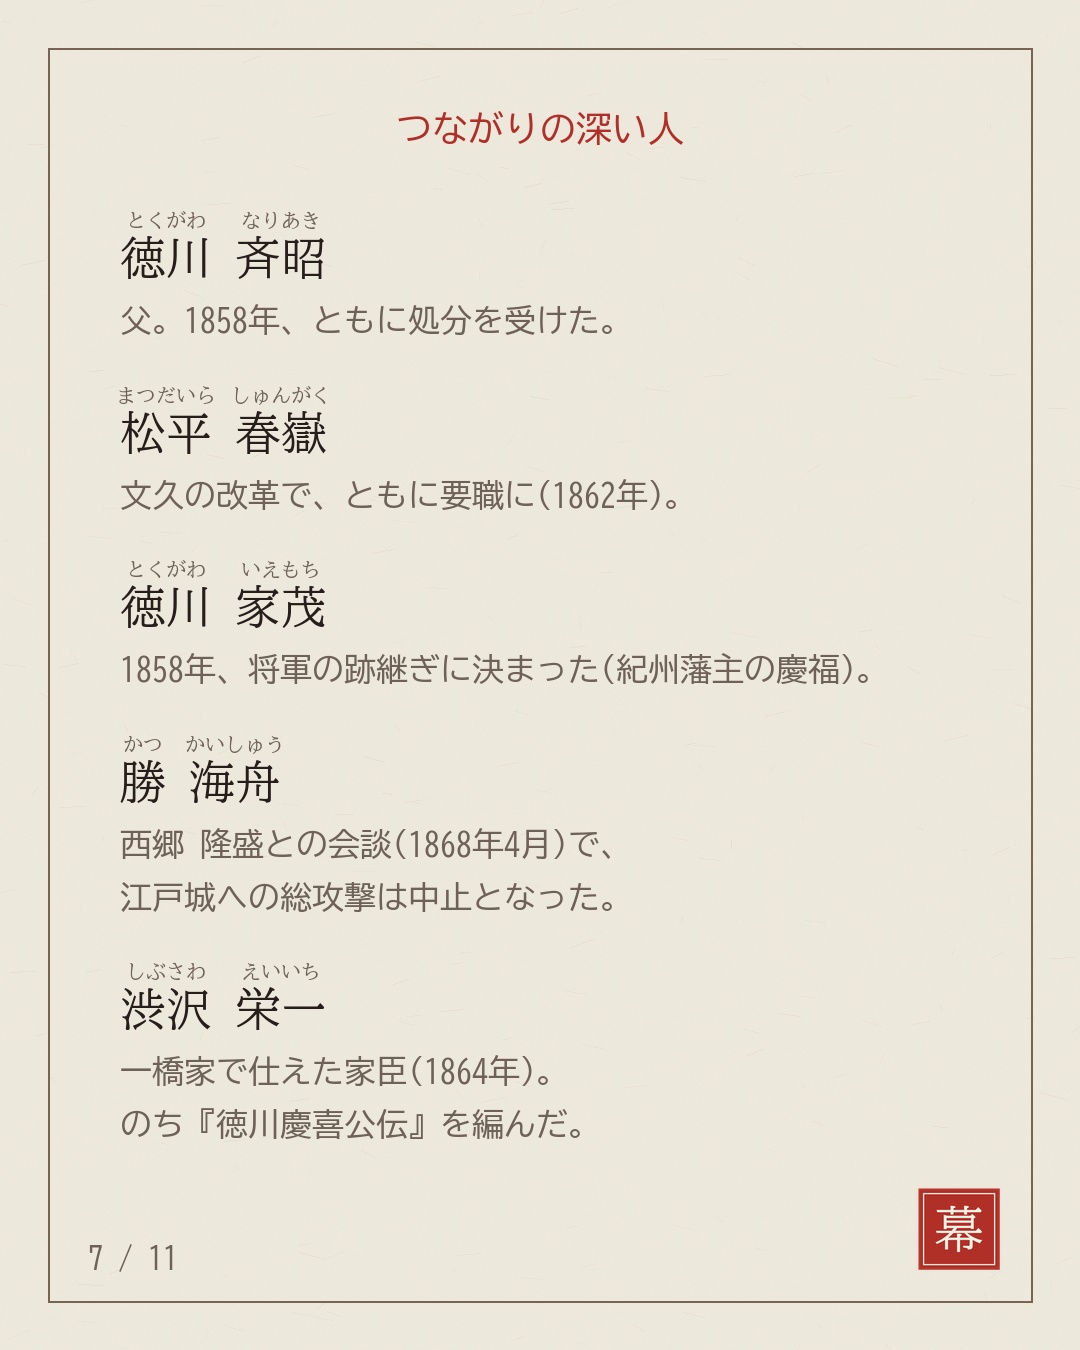 つながりの深い人
とくがわ なりあき
徳川 斉昭
父。1858年、ともに処分を受けた。
まつだいら しゅんがく
松平 春嶽
文久の改革で、ともに要職に(1862年)。
とくがわ いえもち
徳川 家茂
1858年、将軍の跡継ぎに決まった(紀州藩主の慶福)。
かつ かいしゅう
勝 海舟
西郷 隆盛との会談(1868年4月)で、
江戸城への総攻撃は中止となった。
しぶさわ えいいち
渋沢 栄一
一橋家で仕えた家臣(1864年)。
のち『徳川慶喜公伝』を編んだ。
幕
7 / 11